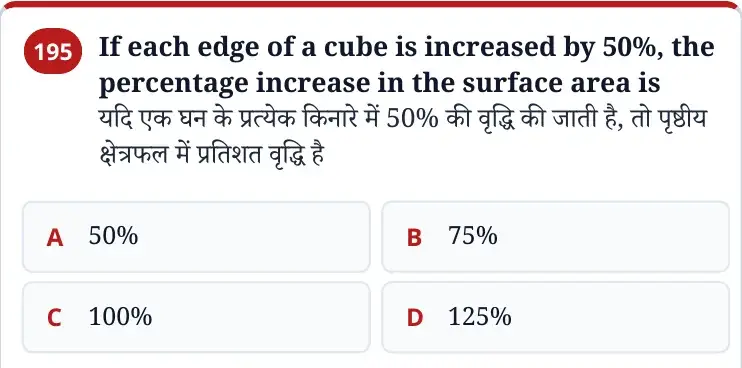 195 If each edge of a cube is increased by 50%, the
percentage increase in the surface area is
यदि एक घन के प्रत्येक किनारे में 50% की वृद्धि की जाती है, तो पृष्ठीय
क्षेत्रफल में प्रतिशत वृद्धि है
A 50%
B 75%
C 100%
D 125%